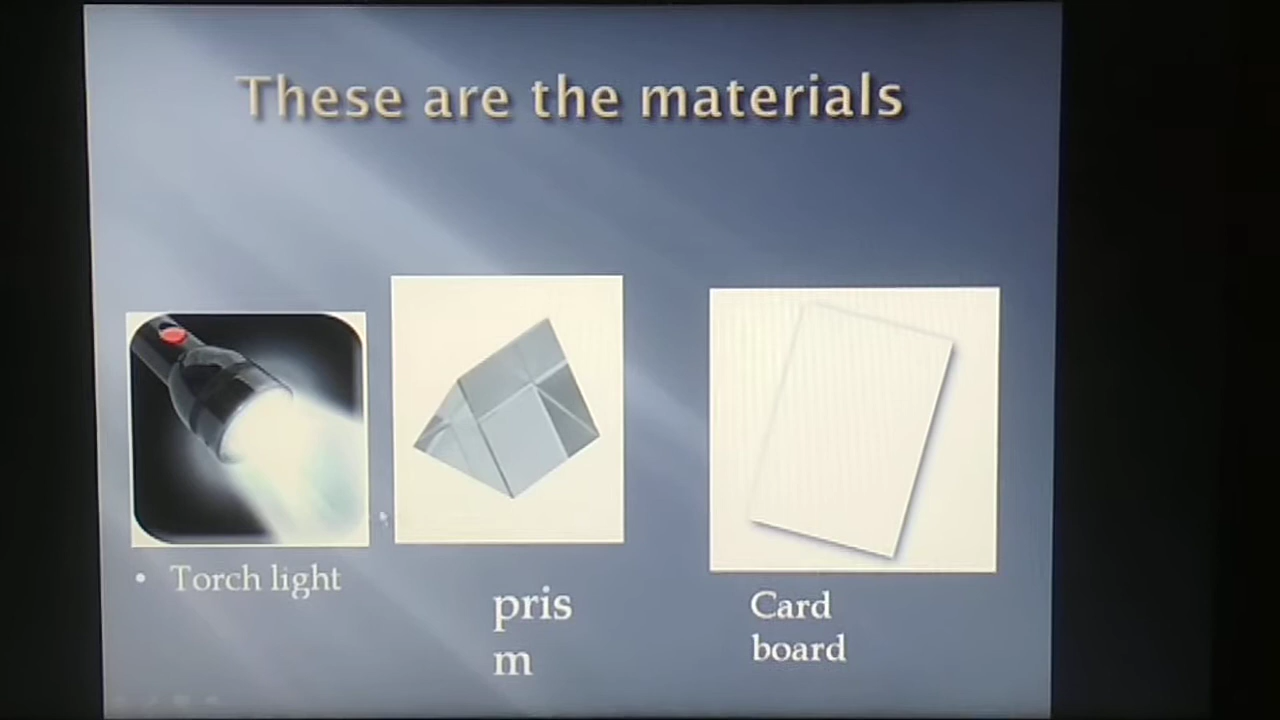 These are the materials
• Torch light
pris
m
Card
board